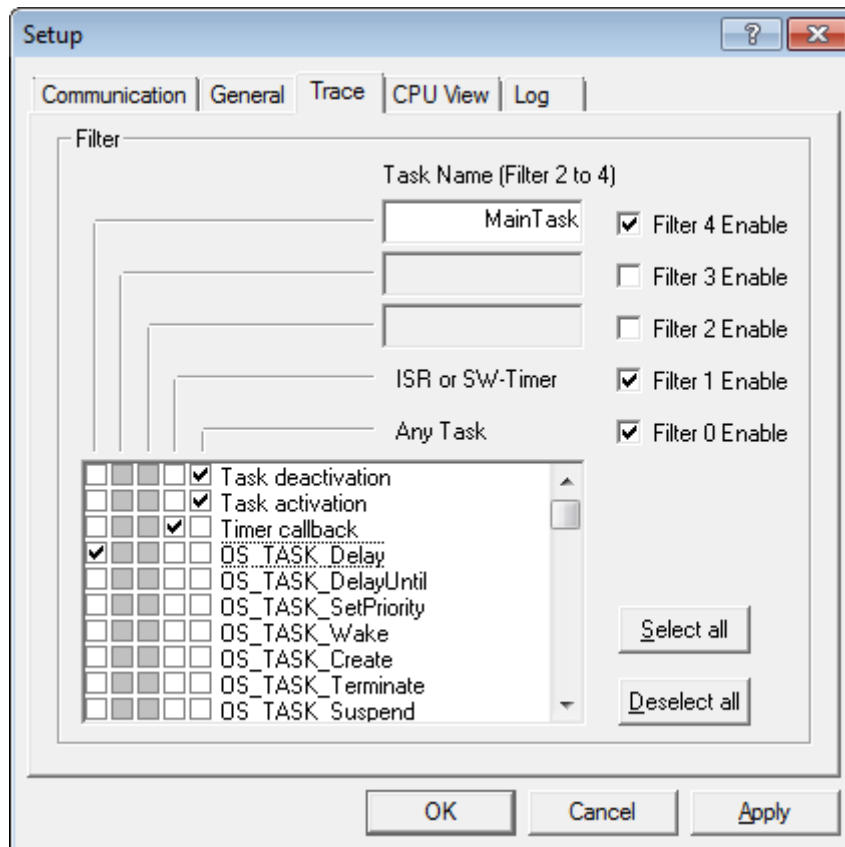 Setup
Communication General Trace CPU View Log
Filter
Task Name (Filter 2 to 4)
MainTask Filter 4 Enable
Filter 3 Enable
Filter 2 Enable
ISR or SW-Timer Filter 1 Enable
Any Task Filter 0 Enable
Task deactivation
Task activation
Timer callback
OS_TASK_Delay
OS_TASK_DelayUntil
OS_TASK_SetPriority
OS_TASK_Wake
OS_TASK_Create
OS_TASK_Terminate
OS_TASK_Suspend
Select all
Deselect all
OK Cancel Apply